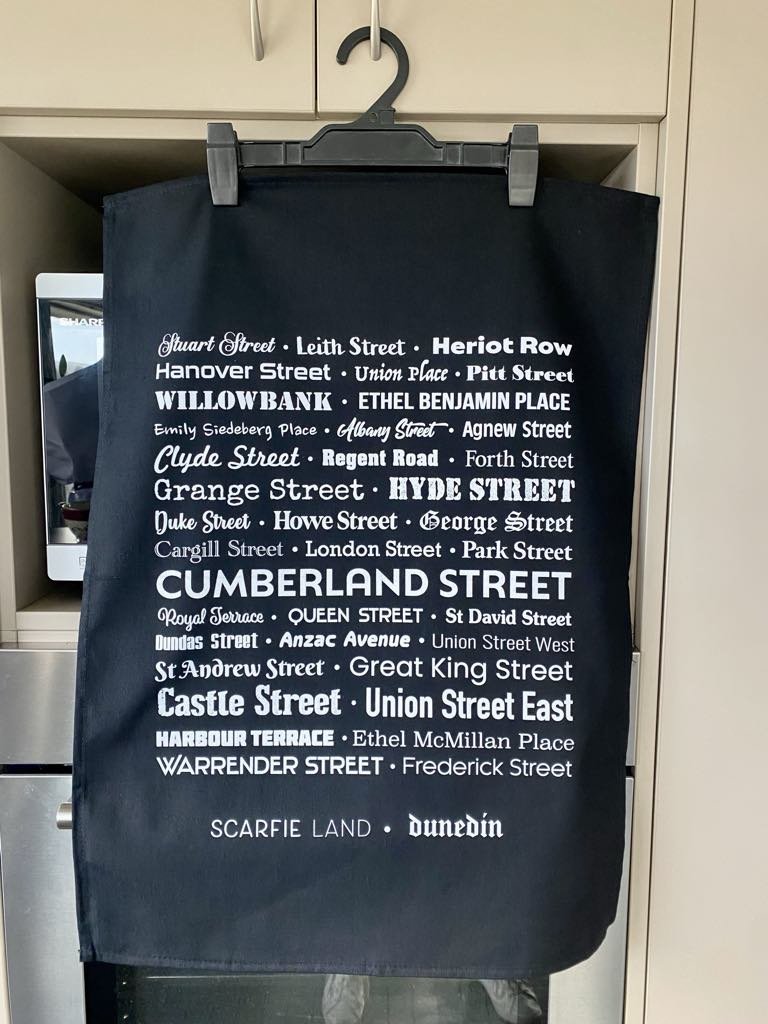 SHARP
Stuart Street • Leith Street • Heriot Row
Hanover Street • Union Place • Pitt Street
WILLOWBANK • ETHEL BENJAMIN PLACE
Emily Siedeberg Place • Albany Street • Agnew Street
Clyde Street • Regent Road • Forth Street
Grange Street • HYDE STREET
Duke Street • Howe Street • George Street
Cargill Street • London Street • Park Street
CUMBERLAND STREET
Royal Terrace • QUEEN STREET • St David Street
Dundas Street • Anzac Avenue • Union Street West
St Andrew Street • Great King Street
Castle Street • Union Street East
HARBOUR TERRACE • Ethel McMillan Place
WARRENDER STREET • Frederick Street
SCARFIE LAND • dunedin